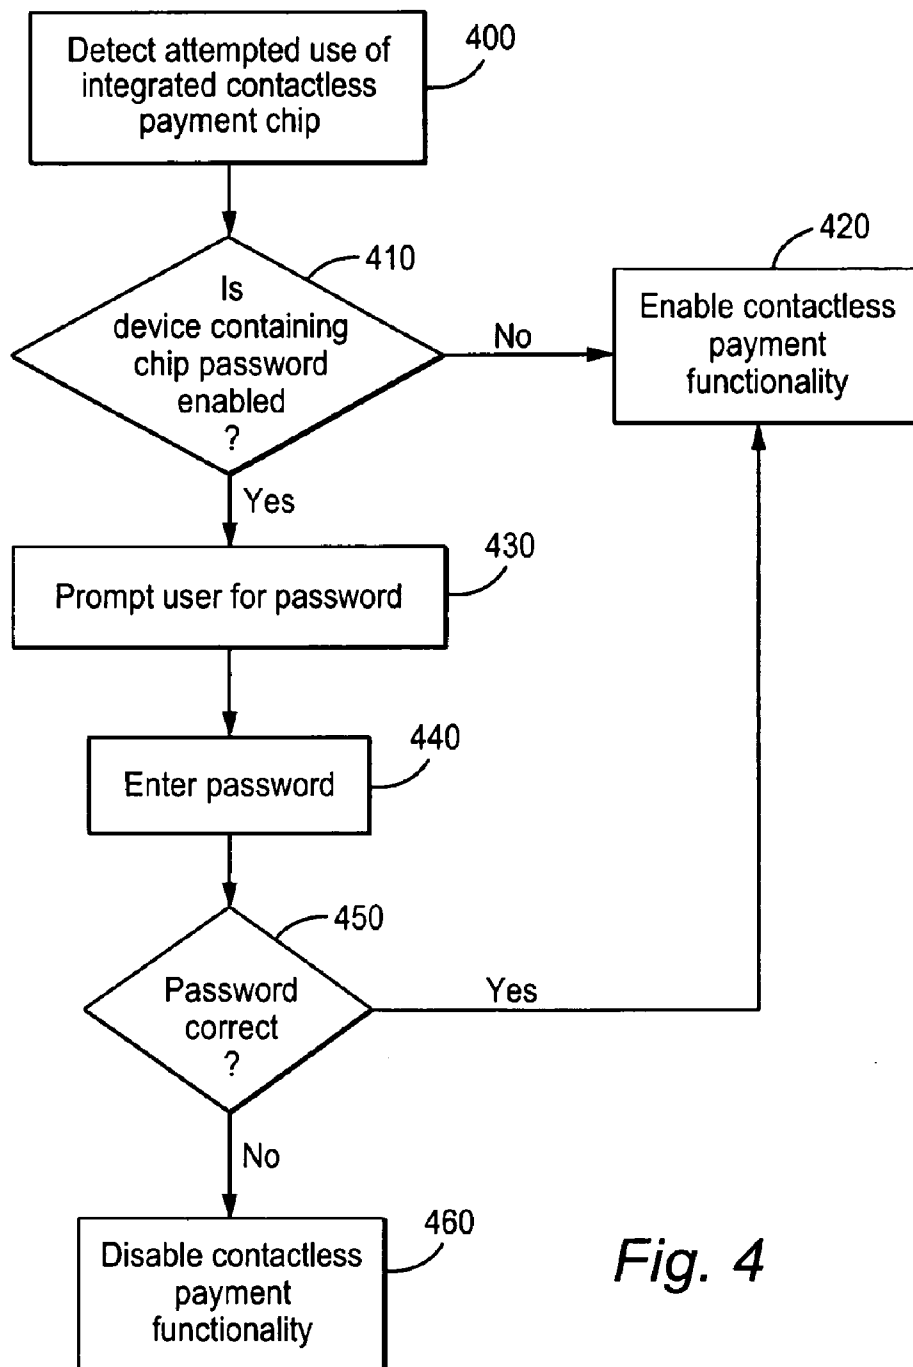 Detect attempted use of
integrated contactless
payment chip
400
Is
device containing
chip password
enabled
?
410
No
420
Enable contactless
payment
functionality
Yes
Prompt user for password
430
Enter password
440
Password
correct
?
450
Yes
No
Disable contactless
payment
functionality
460
Fig. 4